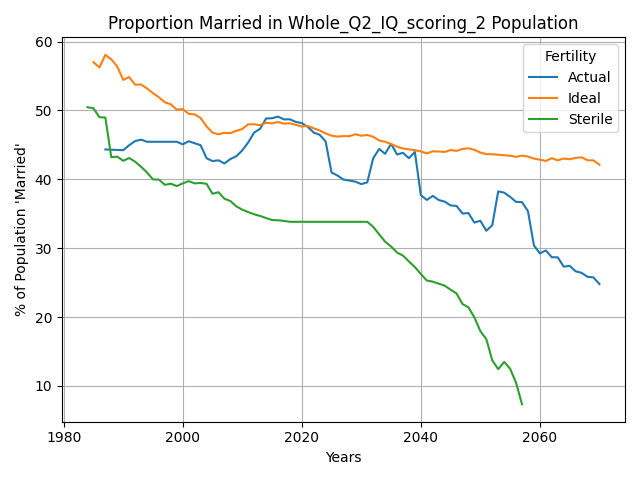 Proportion Married in Whole_Q2_IQ_scoring_2 Population
60
50
40
30
20
10
% of Population 'Married'
Fertility
Actual
Ideal
Sterile
1980
2000
2020
2040
2060
Years